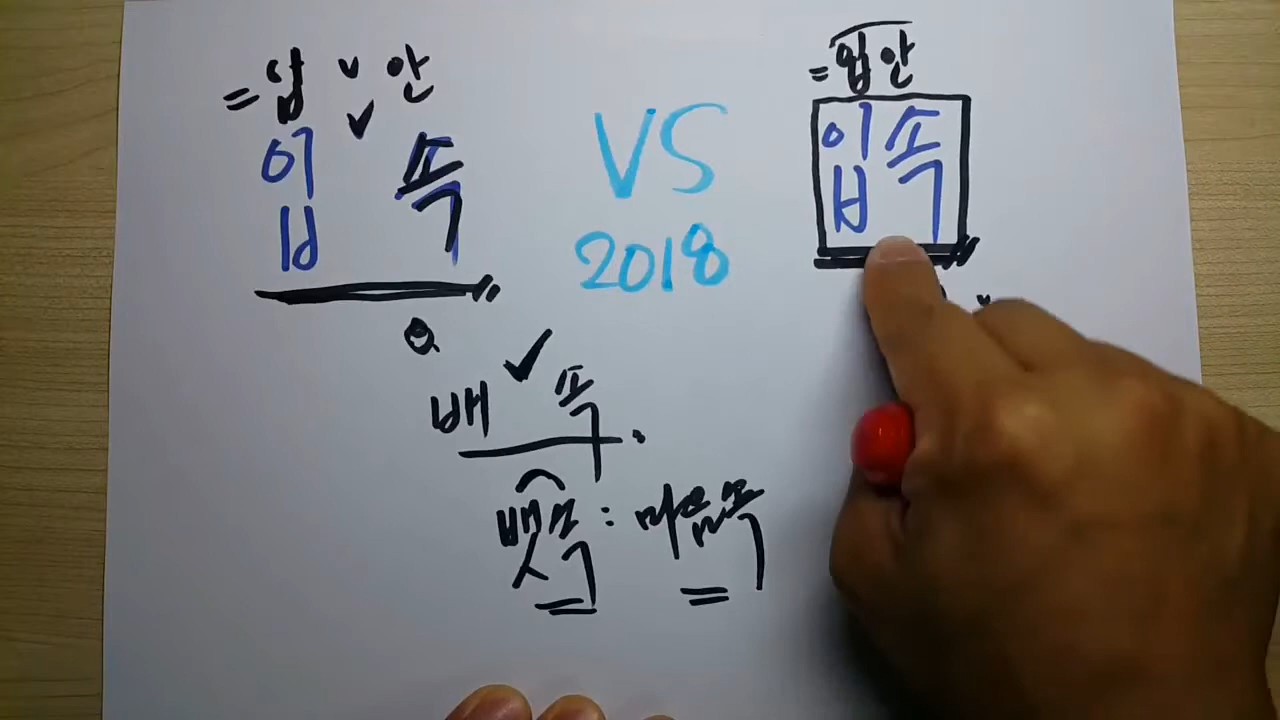 =입 ∨ 안
입 ✓ 속
VS
2018
=입안
입속
배 ✓ 속
뱃속 : 마음속